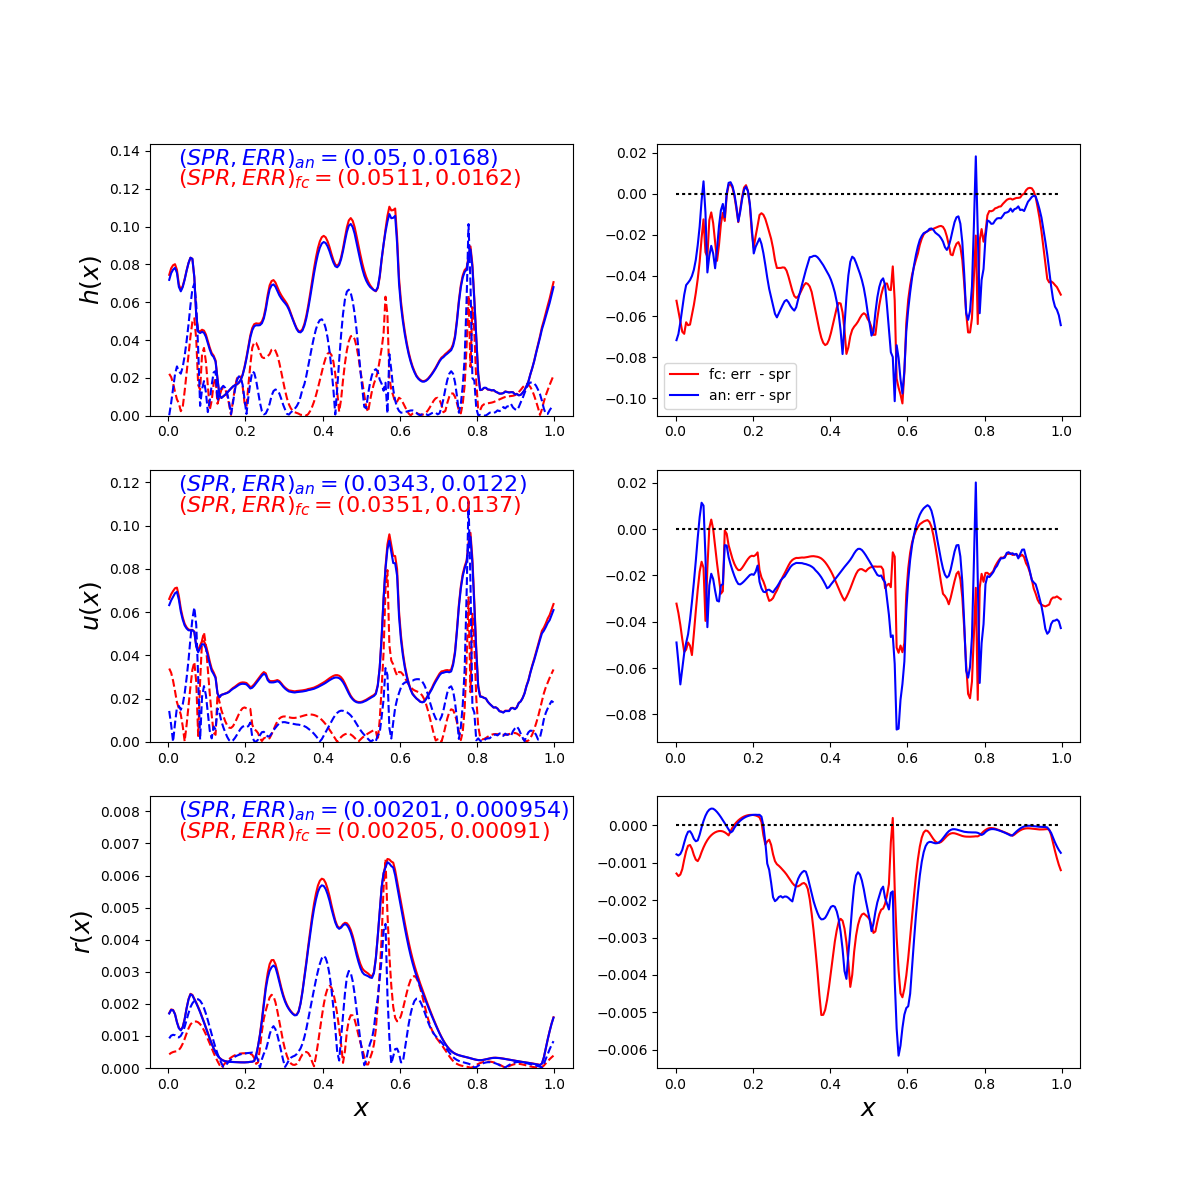 (SPR, ERR)an = (0.05, 0.0168)
(SPR, ERR)fc = (0.0511, 0.0162)
h(x)
0.14
0.12
0.10
0.08
0.06
0.04
0.02
0.00
0.0 0.2 0.4 0.6 0.8 1.0
0.02
0.00
−0.02
−0.04
−0.06
−0.08
−0.10
fc: err - spr
an: err - spr
0.0 0.2 0.4 0.6 0.8 1.0
(SPR, ERR)an = (0.0343, 0.0122)
(SPR, ERR)fc = (0.0351, 0.0137)
u(x)
0.12
0.10
0.08
0.06
0.04
0.02
0.00
0.0 0.2 0.4 0.6 0.8 1.0
0.02
0.00
−0.02
−0.04
−0.06
−0.08
0.0 0.2 0.4 0.6 0.8 1.0
(SPR, ERR)an = (0.00201, 0.000954)
(SPR, ERR)fc = (0.00205, 0.00091)
r(x)
0.008
0.007
0.006
0.005
0.004
0.003
0.002
0.001
0.000
0.0 0.2 0.4 0.6 0.8 1.0
x
0.000
−0.001
−0.002
−0.003
−0.004
−0.005
−0.006
0.0 0.2 0.4 0.6 0.8 1.0
x